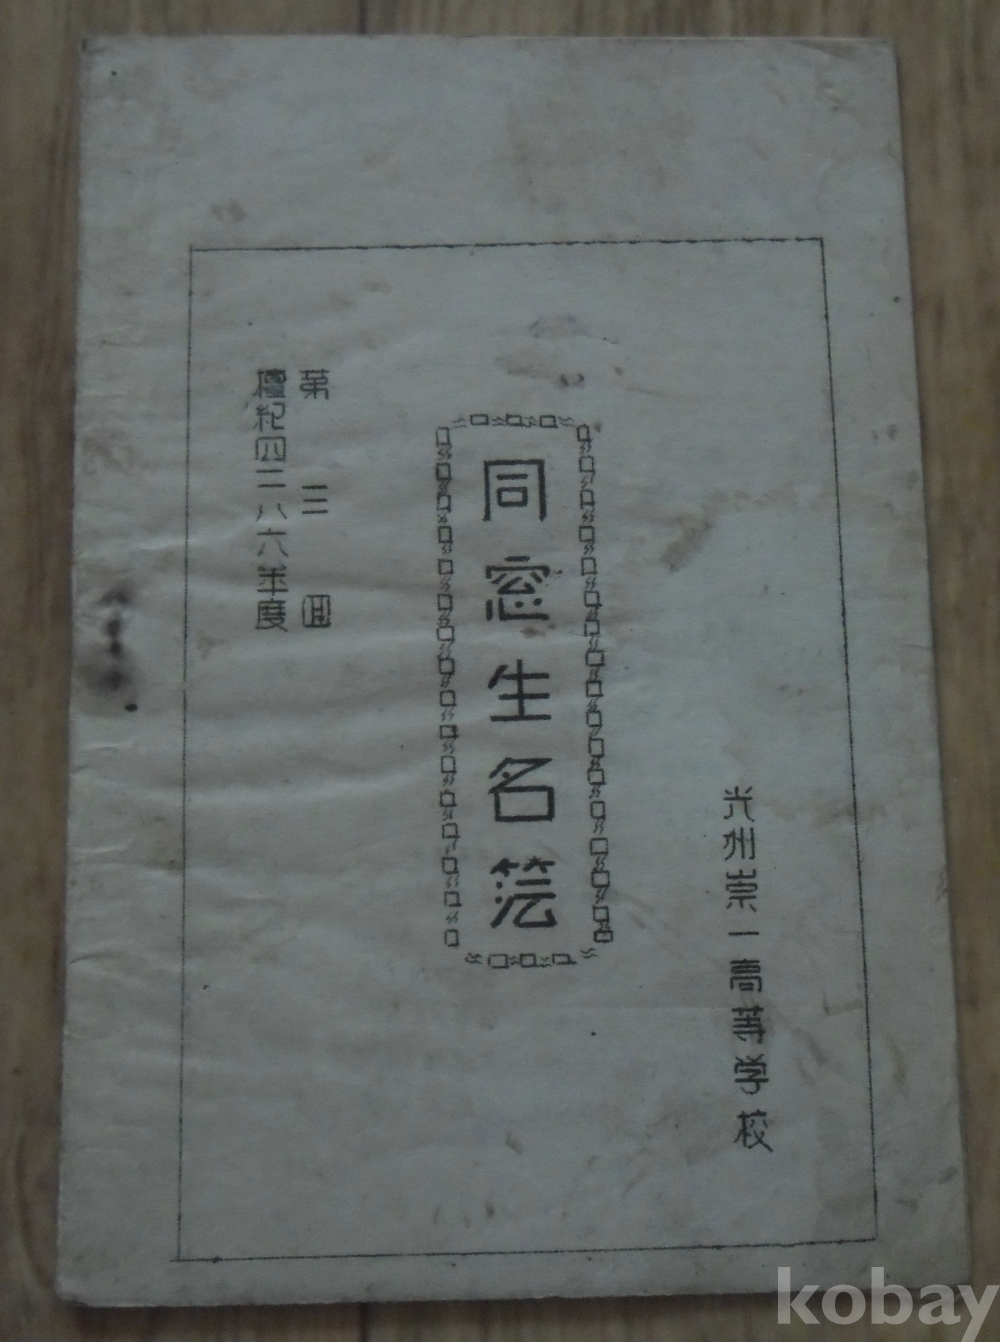 光州崇一高等学校
同窓生名簿
第三回
檀紀四二八六年度
kobay